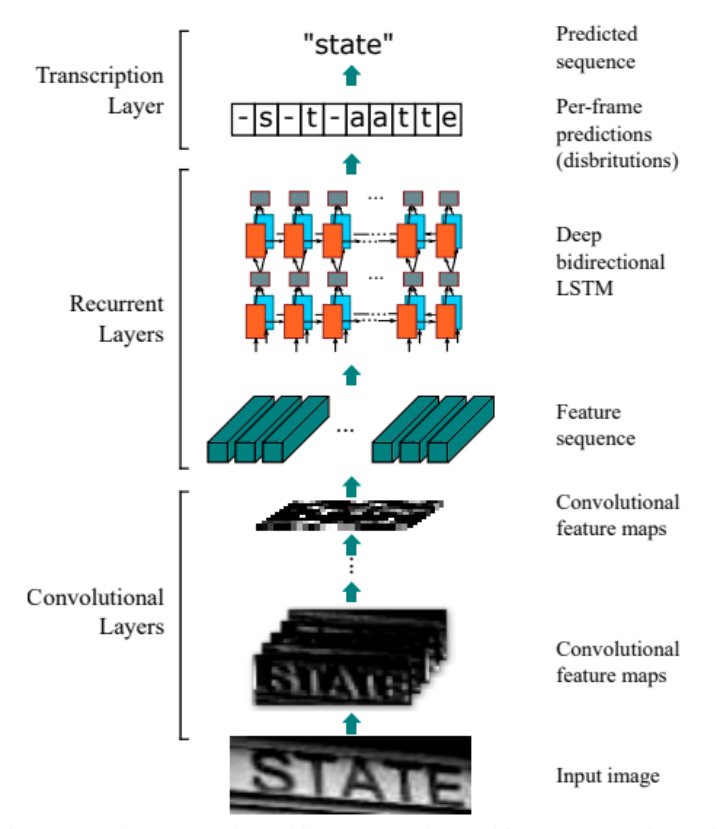 "state"
Predicted
sequence
Transcription
Layer
-s-t-aatte
Per-frame
predictions
(disbritutions)
Recurrent
Layers
...
...
Deep
bidirectional
LSTM
...
...
...
Feature
sequence
Convolutional
Layers
Convolutional
feature maps
...
STATE
Convolutional
feature maps
STATE
Input image